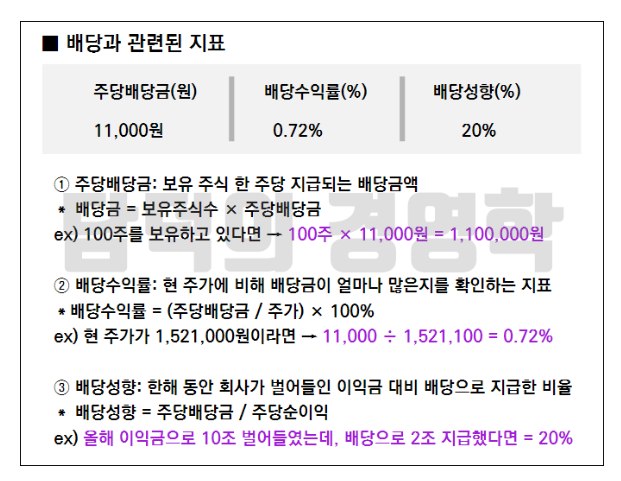 ■ 배당과 관련된 지표
주당배당금(원) 배당수익률(%) 배당성향(%)
11,000원 0.72% 20%
① 주당배당금: 보유 주식 한 주당 지급되는 배당금액
* 배당금 = 보유주식수 × 주당배당금
ex) 100주를 보유하고 있다면 → 100주 × 11,000원 = 1,100,000원
② 배당수익률: 현 주가에 비해 배당금이 얼마나 많은지를 확인하는 지표
* 배당수익률 = (주당배당금 / 주가) × 100%
ex) 현 주가가 1,521,000원이라면 → 11,000 ÷ 1,521,100 = 0.72%
③ 배당성향: 한해 동안 회사가 벌어들인 이익금 대비 배당으로 지급한 비율
* 배당성향 = 주당배당금 / 주당순이익
ex) 올해 이익금으로 10조 벌어들였는데, 배당으로 2조 지급했다면 = 20%